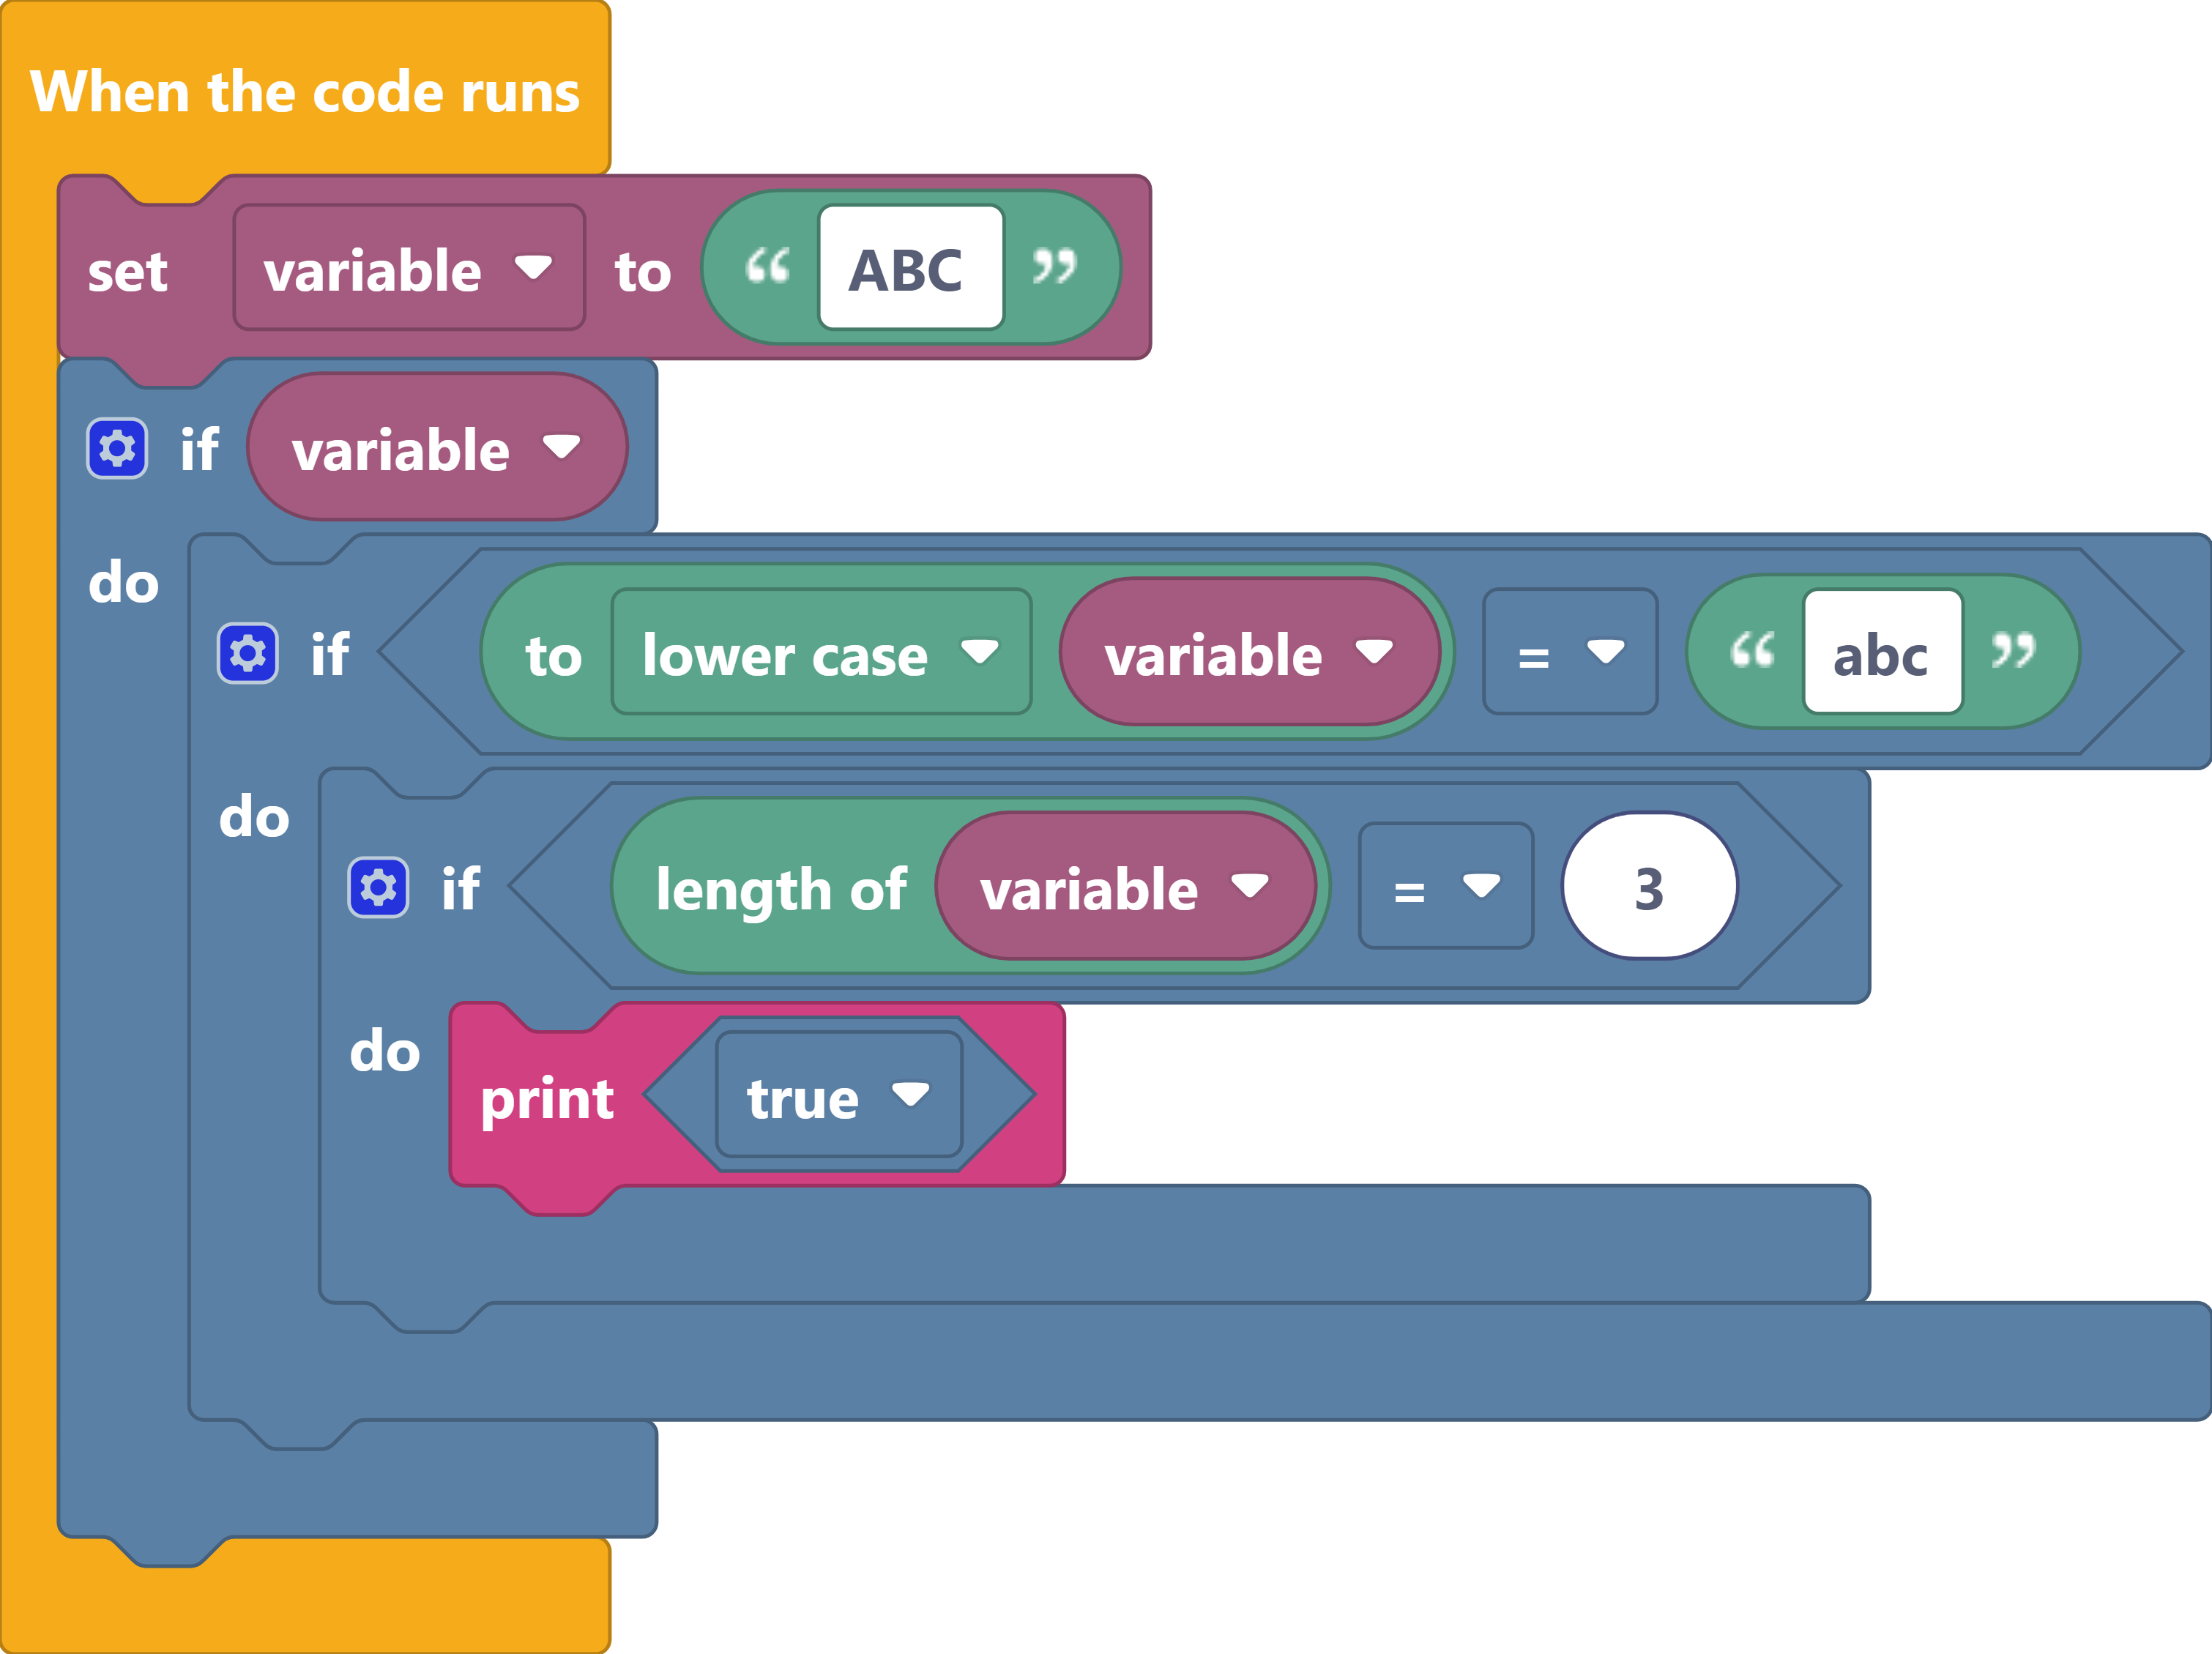 When the code runs
set variable to “ ABC ”
if variable
do
if to lower case variable = “ abc ”
do
if length of variable = 3
do
print true